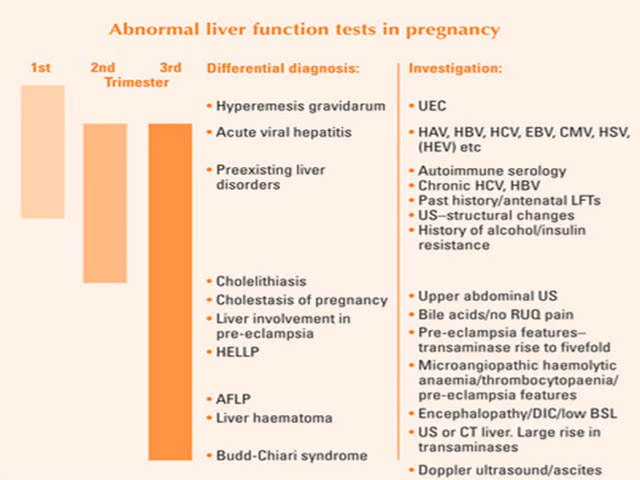 Abnormal liver function tests in pregnancy
1st 2nd 3rd
Trimester
Differential diagnosis:
• Hyperemesis gravidarum
• Acute viral hepatitis
• Preexisting liver
disorders
• Cholelithiasis
• Cholestasis of pregnancy
• Liver involvement in
pre-eclampsia
• HELLP
• AFLP
• Liver haematoma
• Budd-Chiari syndrome
Investigation:
• UEC
• HAV, HBV, HCV, EBV, CMV, HSV,
(HEV) etc
• Autoimmune serology
• Chronic HCV, HBV
• Past history/antenatal LFTs
• US–structural changes
• History of alcohol/insulin
resistance
• Upper abdominal US
• Bile acids/no RUQ pain
• Pre-eclampsia features–
transaminase rise to fivefold
• Microangiopathic haemolytic
anaemia/thrombocytopaenia/
pre-eclampsia features
• Encephalopathy/DIC/low BSL
• US or CT liver. Large rise in
transaminases
• Doppler ultrasound/ascites